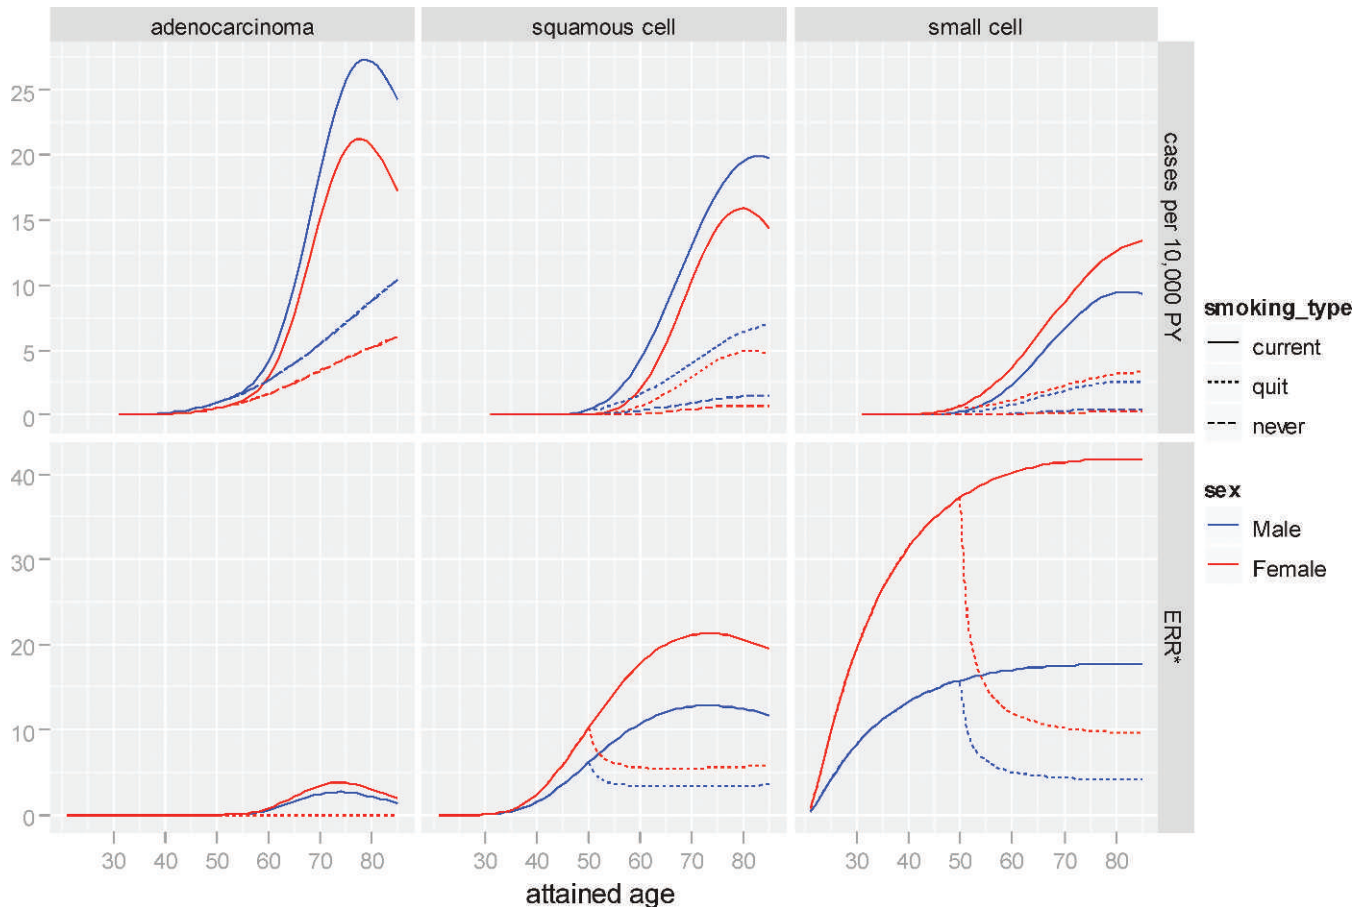 adenocarcinoma squamous cell small cell
25
20
15
10
5
0
cases per 10,000 PY
40
30
20
10
0
ERR*
30 40 50 60 70 80 30 40 50 60 70 80 30 40 50 60 70 80
attained age
smoking_type
current
quit
never
sex
Male
Female